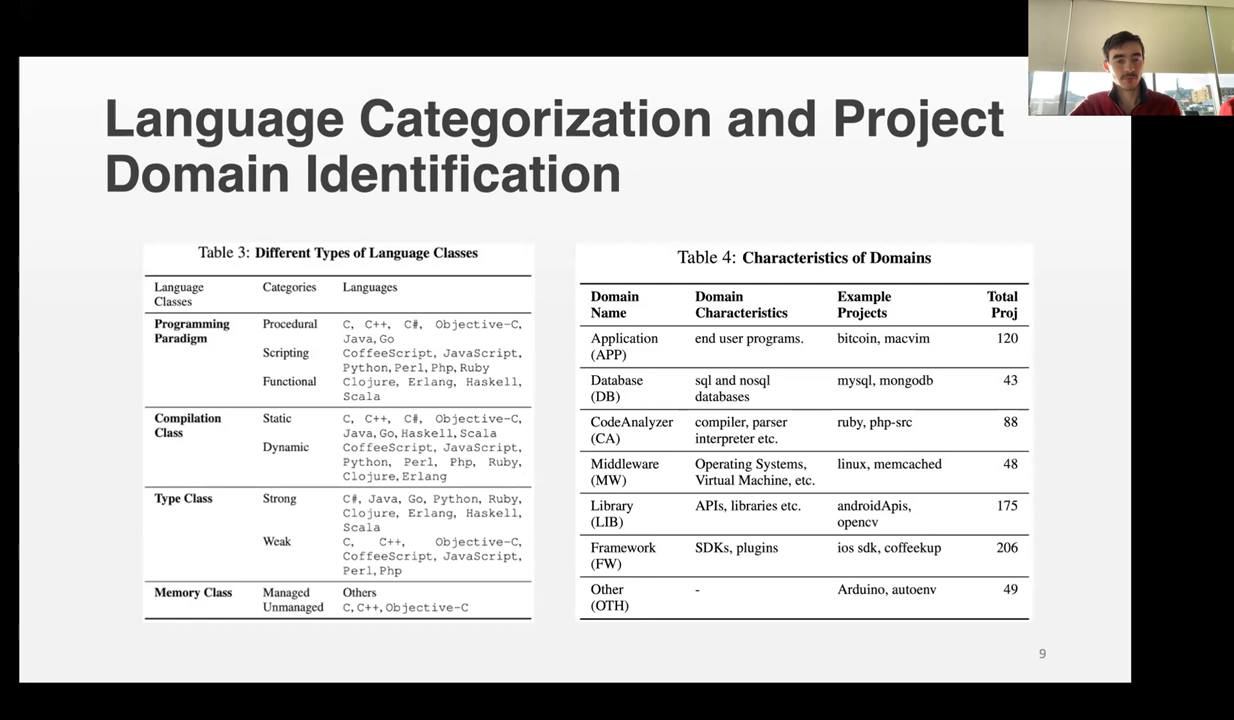 Language Categorization and Project
Domain Identification
Table 3: Different Types of Language Classes
Language Classes Categories Languages
Programming Paradigm Procedural C, C++, C#, Objective-C,
Java, Go
Scripting CoffeeScript, JavaScript,
Python, Perl, Php, Ruby
Functional Clojure, Erlang, Haskell,
Scala
Compilation Class Static C, C++, C#, Objective-C,
Java, Go, Haskell, Scala
Dynamic CoffeeScript, JavaScript,
Python, Perl, Php, Ruby,
Clojure, Erlang
Type Class Strong C#, Java, Go, Python, Ruby,
Clojure, Erlang, Haskell,
Scala
Weak C, C++, Objective-C,
CoffeeScript, JavaScript,
Perl, Php
Memory Class Managed Others
Unmanaged C, C++, Objective-C
Table 4: Characteristics of Domains
Domain Domain Example Total
Name Characteristics Projects Proj
Application end user programs. bitcoin, macvim 120
(APP)
Database sql and nosql mysql, mongodb 43
(DB) databases
CodeAnalyzer compiler, parser ruby, php-src 88
(CA) interpreter etc.
Middleware Operating Systems, linux, memcached 48
(MW) Virtual Machine, etc.
Library APIs, libraries etc. androidApis, 175
(LIB) opencv
Framework SDKs, plugins ios sdk, coffeekup 206
(FW)
Other - Arduino, autoenv 49
(OTH)
9